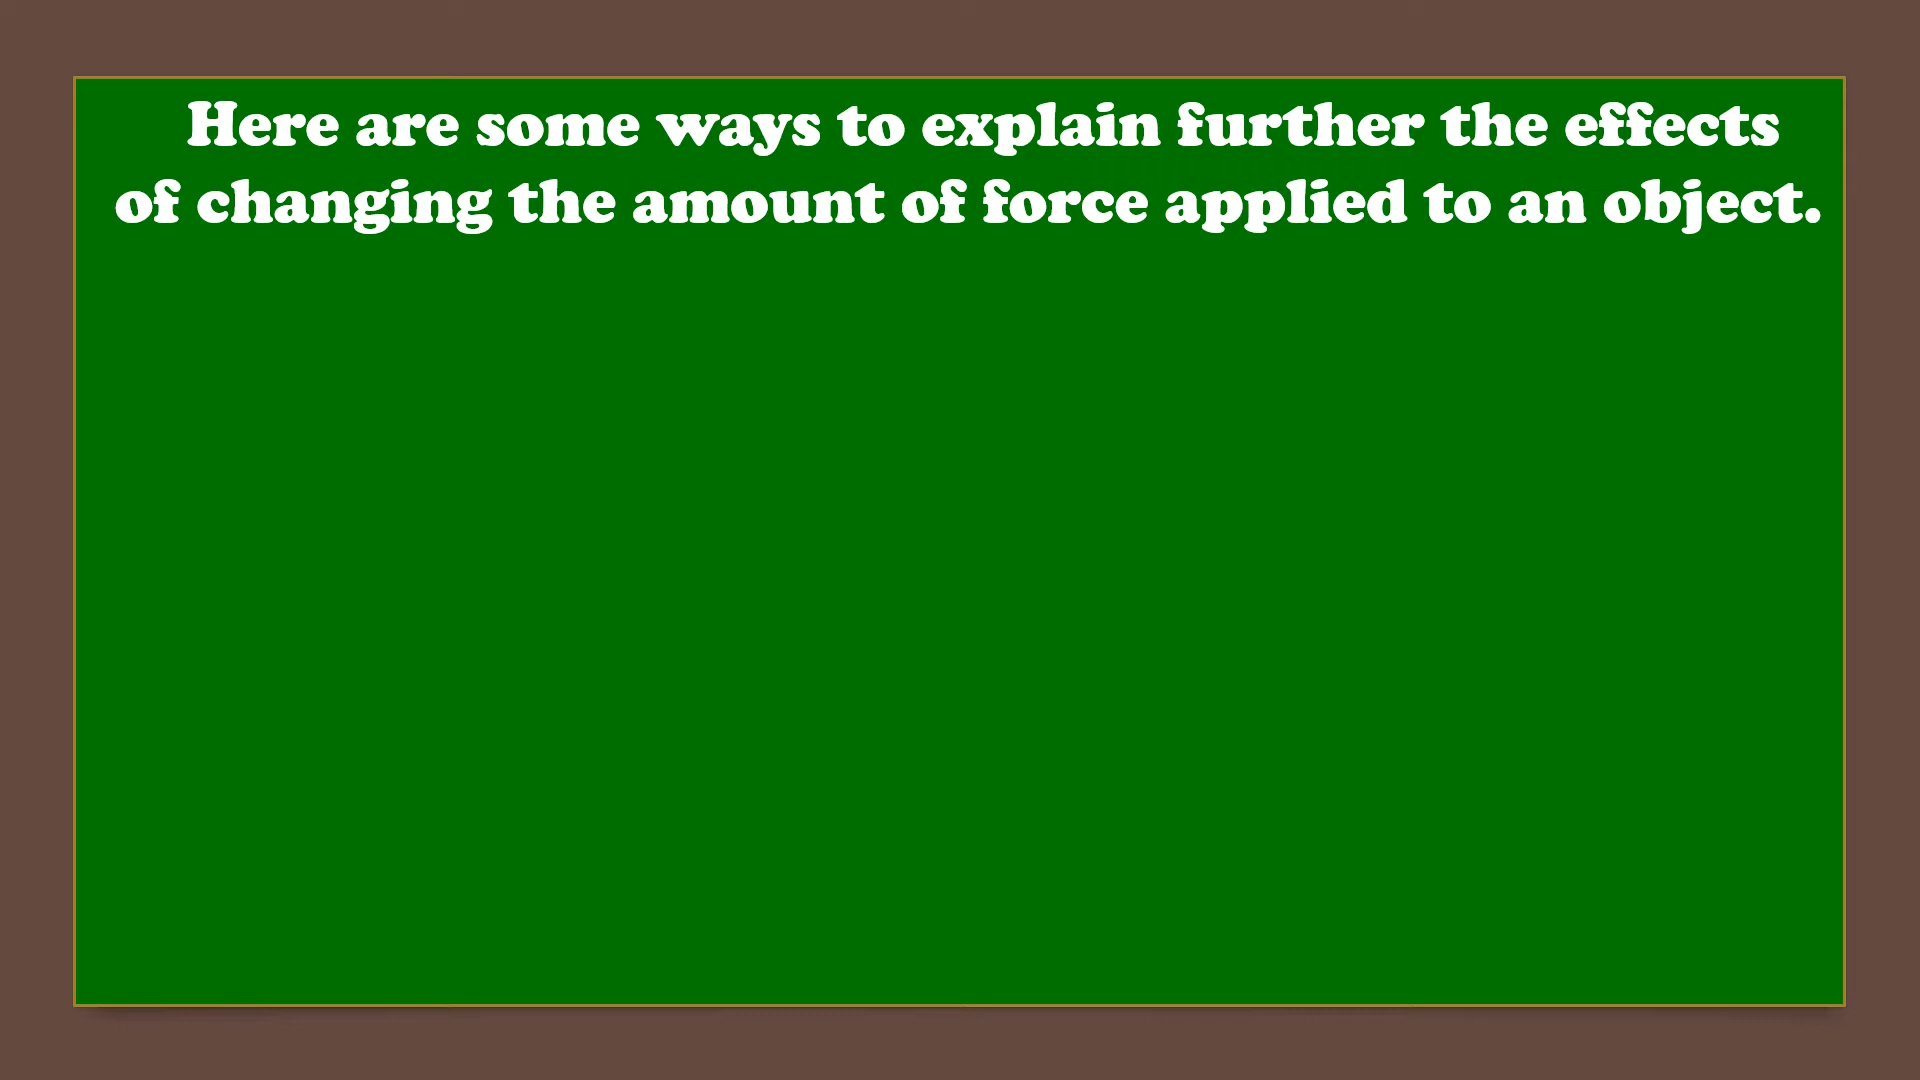 Here are some ways to explain further the effects
of changing the amount of force applied to an object.